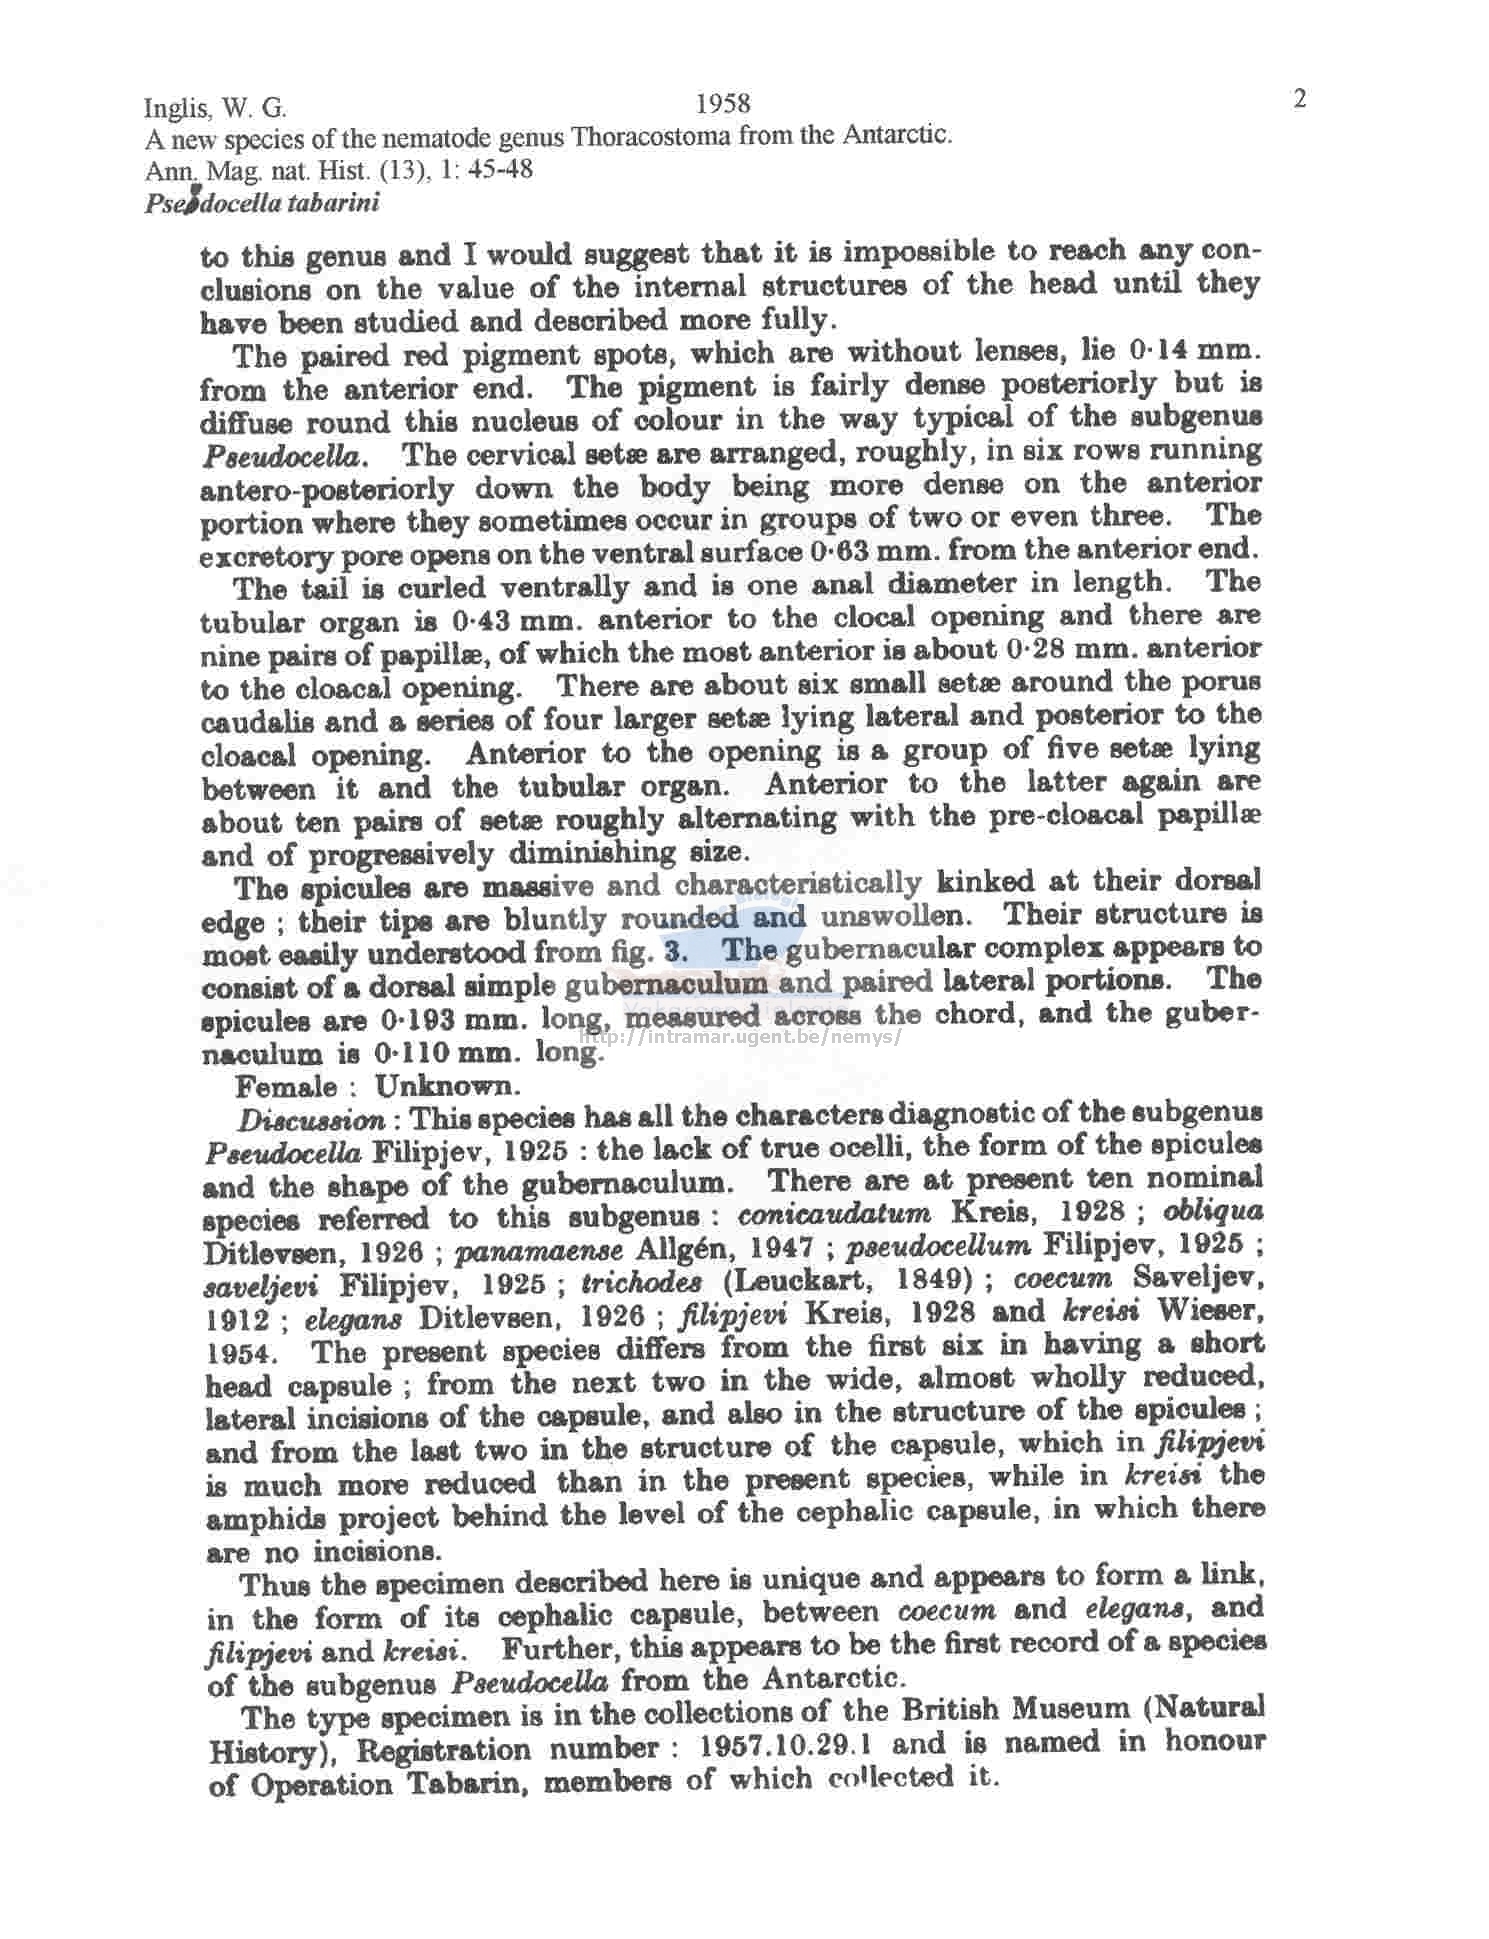 Inglis, W. G. 1958 2
A new species of the nematode genus Thoracostoma from the Antarctic.
Ann. Mag. nat. Hist. (13), 1: 45-48
Pseudocella tabarini
to this genus and I would suggest that it is impossible to reach any con-
clusions on the value of the internal structures of the head until they
have been studied and described more fully.
The paired red pigment spots, which are without lenses, lie 0·14 mm.
from the anterior end. The pigment is fairly dense posteriorly but is
diffuse round this nucleus of colour in the way typical of the subgenus
Pseudocella. The cervical setæ are arranged, roughly, in six rows running
antero-posteriorly down the body being more dense on the anterior
portion where they sometimes occur in groups of two or even three. The
excretory pore opens on the ventral surface 0·63 mm. from the anterior end.
The tail is curled ventrally and is one anal diameter in length. The
tubular organ is 0·43 mm. anterior to the clocal opening and there are
nine pairs of papillæ, of which the most anterior is about 0·28 mm. anterior
to the cloacal opening. There are about six small setæ around the porus
caudalis and a series of four larger setæ lying lateral and posterior to the
cloacal opening. Anterior to the opening is a group of five setæ lying
between it and the tubular organ. Anterior to the latter again are
about ten pairs of setæ roughly alternating with the pre-cloacal papillæ
and of progressively diminishing size.
The spicules are massive and characteristically kinked at their dorsal
edge ; their tips are bluntly rounded and unswollen. Their structure is
most easily understood from fig. 3. The gubernacular complex appears to
consist of a dorsal simple gubernaculum and paired lateral portions. The
spicules are 0·193 mm. long, measured across the chord, and the guber-
http://intramar.ugent.be/nemys/
naculum is 0·110 mm. long.
Female : Unknown.
Discussion : This species has all the characters diagnostic of the subgenus
Pseudocella Filipjev, 1925 : the lack of true ocelli, the form of the spicules
and the shape of the gubernaculum. There are at present ten nominal
species referred to this subgenus : conicaudatum Kreis, 1928 ; obliqua
Ditlevsen, 1926 ; panamaense Allgén, 1947 ; pseudocellum Filipjev, 1925 ;
saveljevi Filipjev, 1925 ; trichodes (Leuckart, 1849) ; coecum Saveljev,
1912 ; elegans Ditlevsen, 1926 ; filipjevi Kreis, 1928 and kreisi Wieser,
1954. The present species differs from the first six in having a short
head capsule ; from the next two in the wide, almost wholly reduced,
lateral incisions of the capsule, and also in the structure of the spicules ;
and from the last two in the structure of the capsule, which in filipjevi
is much more reduced than in the present species, while in kreisi the
amphids project behind the level of the cephalic capsule, in which there
are no incisions.
Thus the specimen described here is unique and appears to form a link,
in the form of its cephalic capsule, between coecum and elegans, and
filipjevi and kreisi. Further, this appears to be the first record of a species
of the subgenus Pseudocella from the Antarctic.
The type specimen is in the collections of the British Museum (Natural
History), Registration number : 1957.10.29.1 and is named in honour
of Operation Tabarin, members of which collected it.